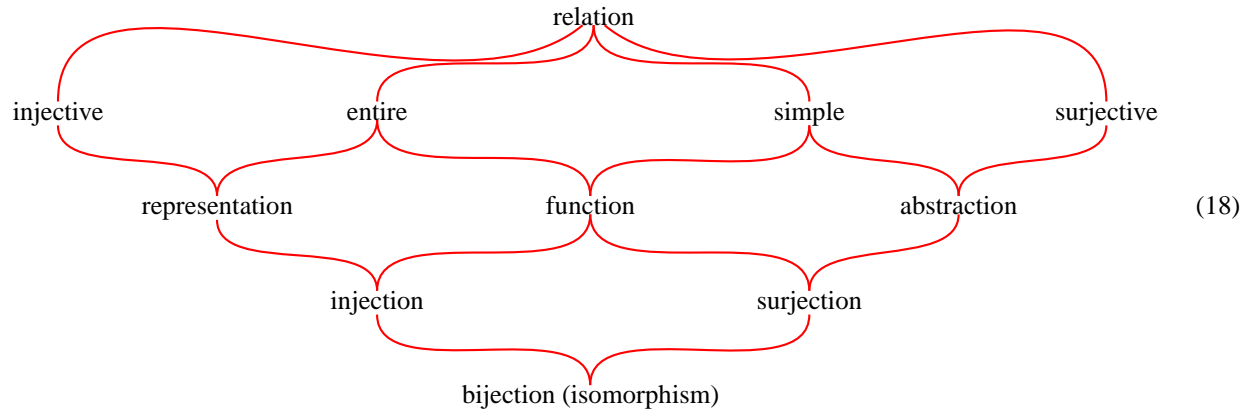 relation
injective entire simple surjective
representation function abstraction (18)
injection surjection
bijection (isomorphism)